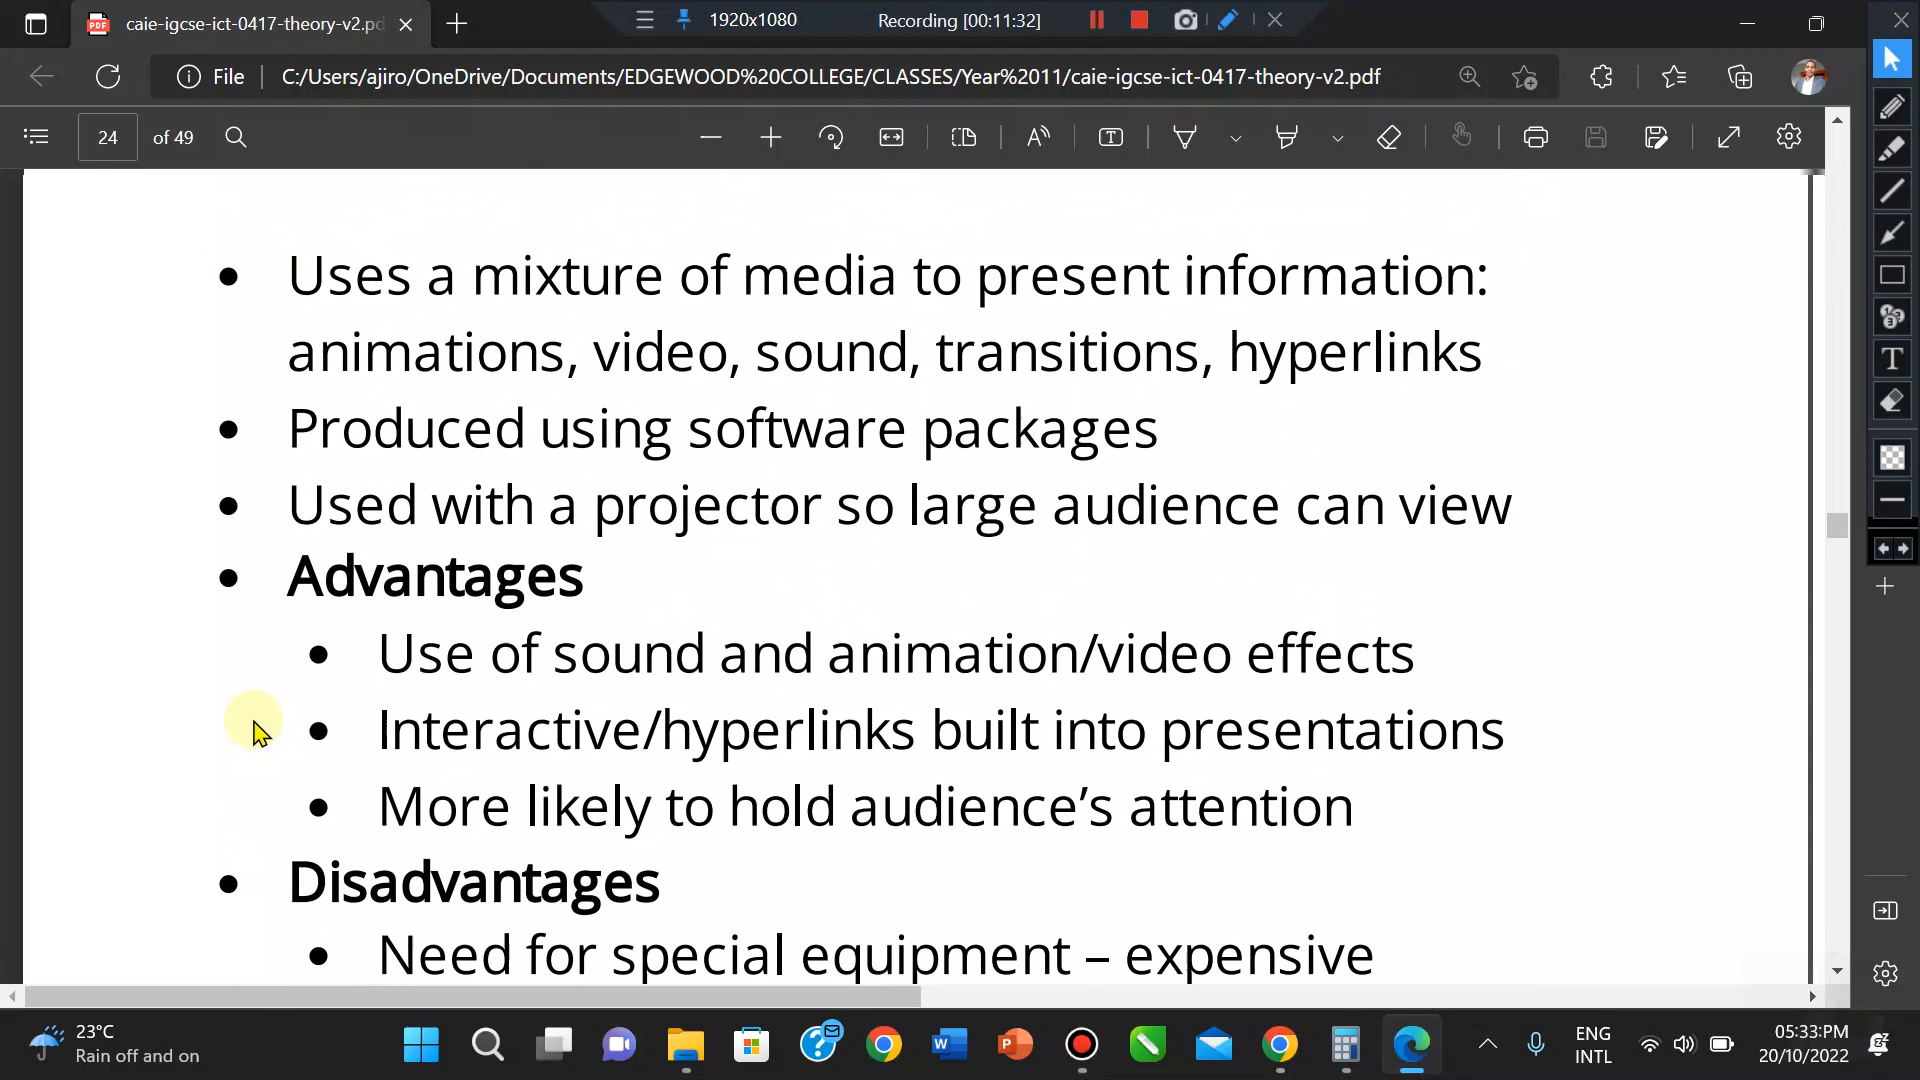 caie-igcse-ict-0417-theory-v2.pd
1920x1080
Recording [00:11:32]
File
C:/Users/ajiro/OneDrive/Documents/EDGEWOOD%20COLLEGE/CLASSES/Year%2011/caie-igcse-ict-0417-theory-v2.pdf
24
of 49
• Uses a mixture of media to present information:
animations, video, sound, transitions, hyperlinks
• Produced using software packages
• Used with a projector so large audience can view
• Advantages
• Use of sound and animation/video effects
• Interactive/hyperlinks built into presentations
• More likely to hold audience’s attention
• Disadvantages
• Need for special equipment – expensive
23°C
Rain off and on
ENG
INTL
05:33:PM
20/10/2022